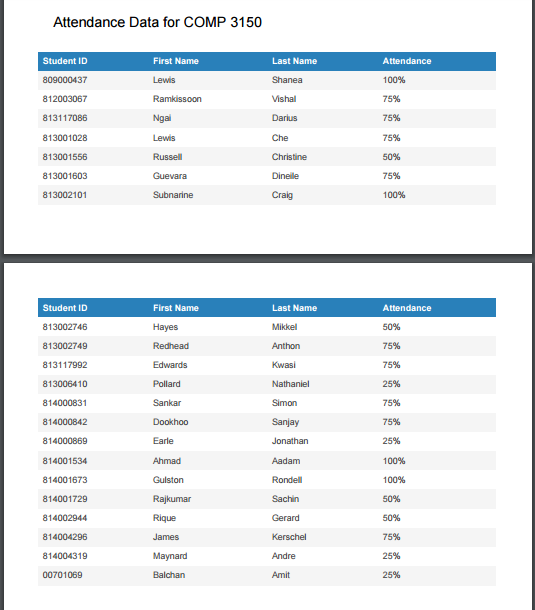 Attendance Data for COMP 3150
Student ID First Name Last Name Attendance
809000437 Lewis Shanea 100%
812003067 Ramkissoon Vishal 75%
813117086 Ngai Darius 75%
813001028 Lewis Che 75%
813001556 Russell Christine 50%
813001603 Guevara Dineile 75%
813002101 Subnarine Craig 100%
Student ID First Name Last Name Attendance
813002746 Hayes Mikkel 50%
813002749 Redhead Anthon 75%
813117992 Edwards Kwasi 75%
813006410 Pollard Nathaniel 25%
814000831 Sankar Simon 75%
814000842 Dookhoo Sanjay 75%
814000869 Earle Jonathan 25%
814001534 Ahmad Aadam 100%
814001673 Gulston Rondell 100%
814001729 Rajkumar Sachin 50%
814002944 Rique Gerard 50%
814004296 James Kerschel 75%
814004319 Maynard Andre 25%
00701069 Balchan Amit 25%